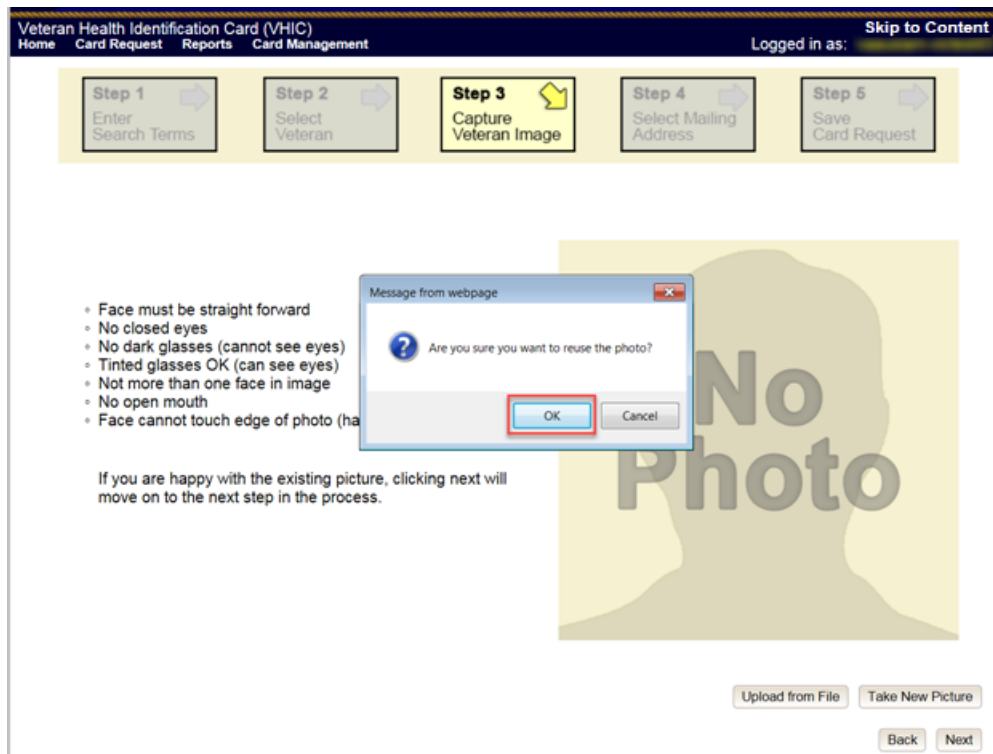 Veteran Health Identification Card (VHIC)
Skip to Content
Home Card Request Reports Card Management
Logged in as:
Step 1
Enter
Search Terms
Step 2
Select
Veteran
Step 3
Capture
Veteran Image
Step 4
Select Mailing
Address
Step 5
Save
Card Request
Face must be straight forward
No closed eyes
No dark glasses (cannot see eyes)
Tinted glasses OK (can see eyes)
Not more than one face in image
No open mouth
Face cannot touch edge of photo (ha
If you are happy with the existing picture, clicking next will
move on to the next step in the process.
Message from webpage
Are you sure you want to reuse the photo?
OK
Cancel
No
Photo
Upload from File
Take New Picture
Back
Next